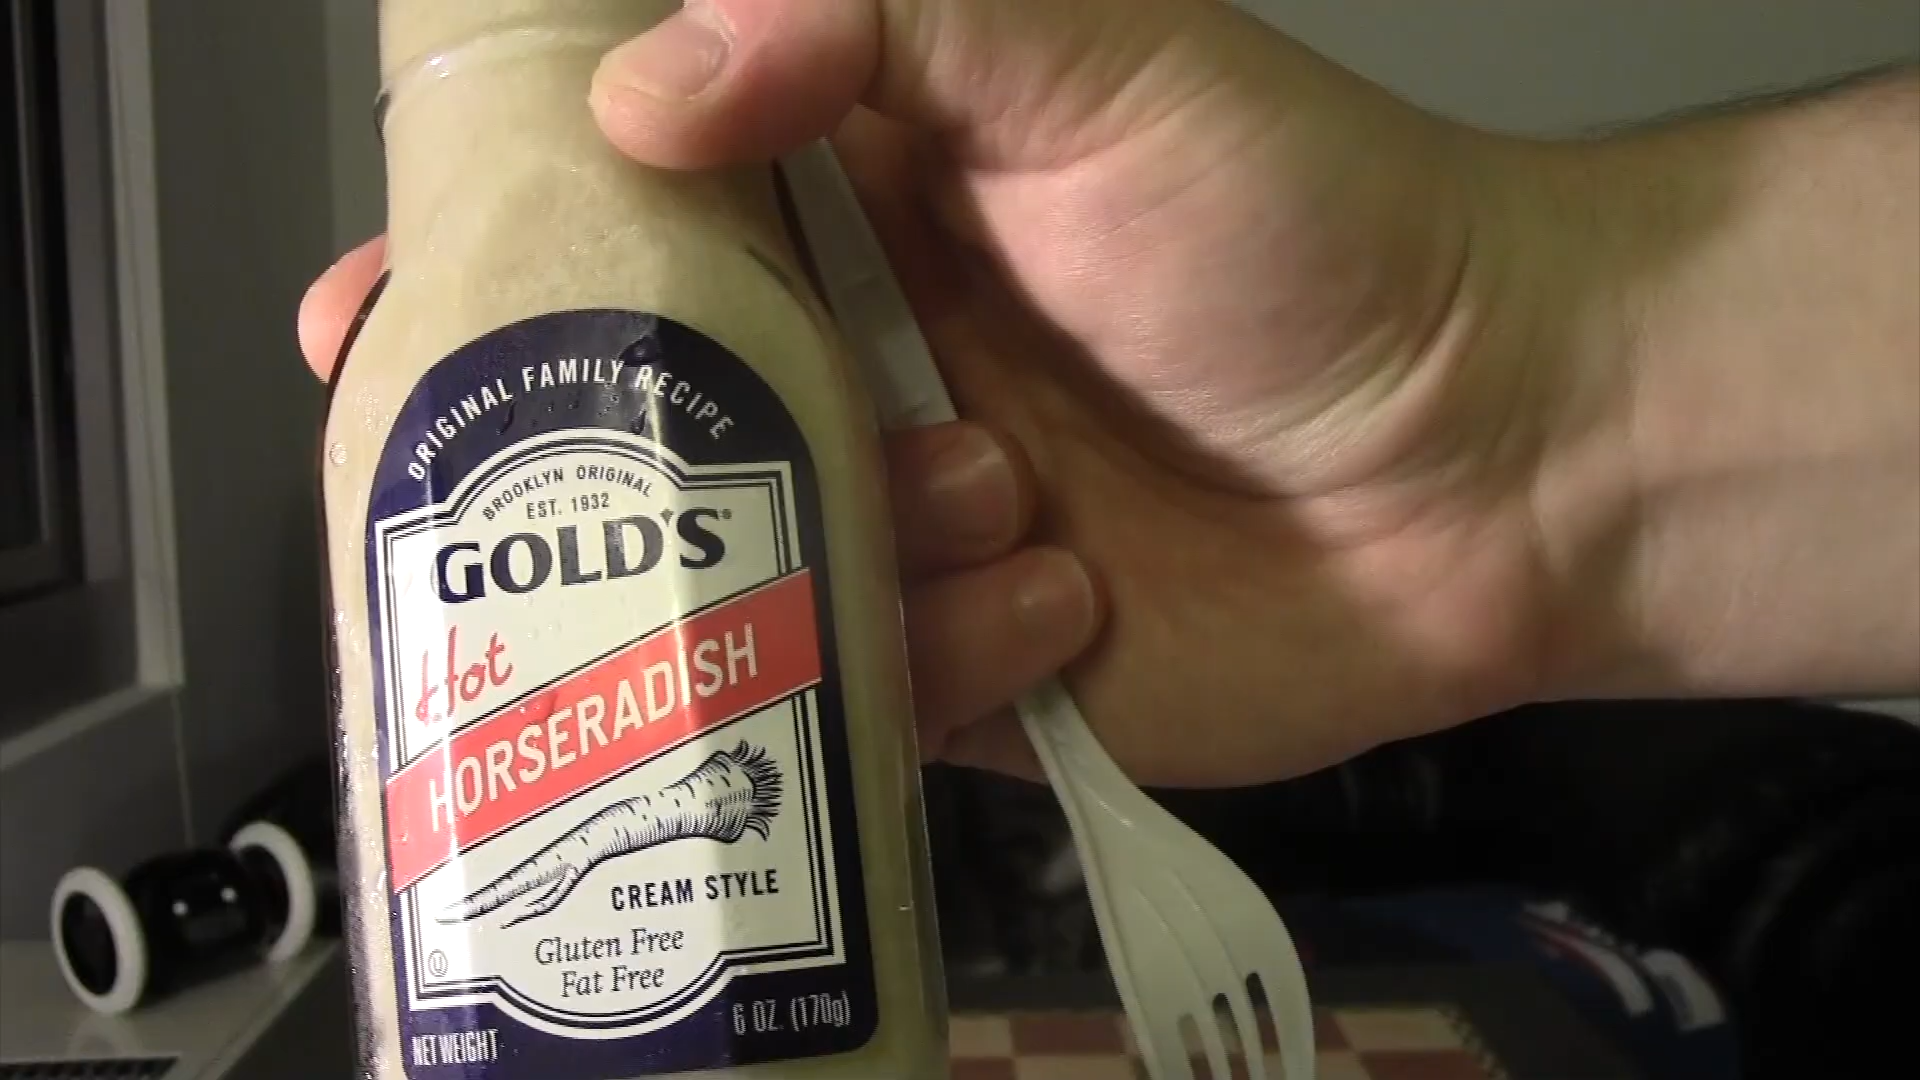 ORIGINAL FAMILY RECIPE
BROOKLYN ORIGINAL
EST. 1932
GOLD'S®
Hot
HORSERADISH
CREAM STYLE
Gluten Free
Fat Free
U
NET WEIGHT 6 OZ. (170g)